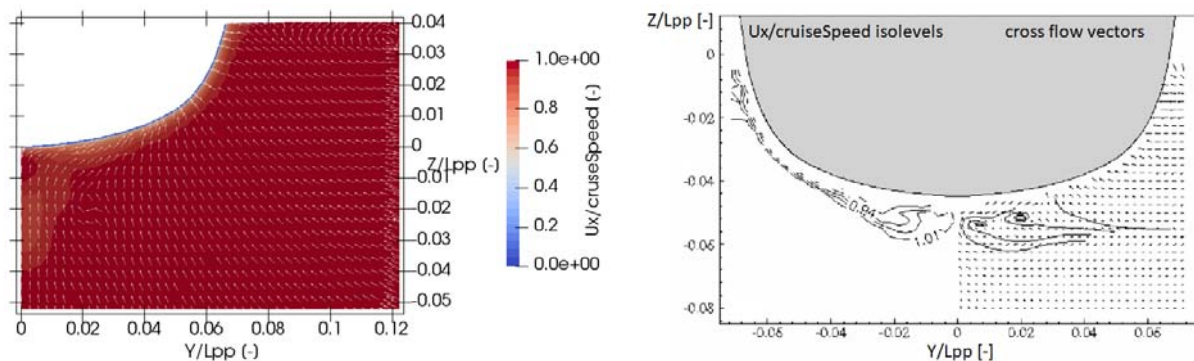 0.04
0.03
0.02
0.01
0
Z/Lpp (-)
-0.01
-0.02
-0.03
-0.04
-0.05
0 0.02 0.04 0.06 0.08 0.10 0.12
Y/Lpp (-)
1.0e+00
0.8
0.6
0.4
0.2
0.0e+00
Ux/cruseSpeed (-)
Z/Lpp [-]
Ux/cruiseSpeed isolevels cross flow vectors
0
-0.02
-0.04
-0.06
-0.08
0.94
1.01
-0.06 -0.04 -0.02 0 0.02 0.04 0.06
Y/Lpp [-]